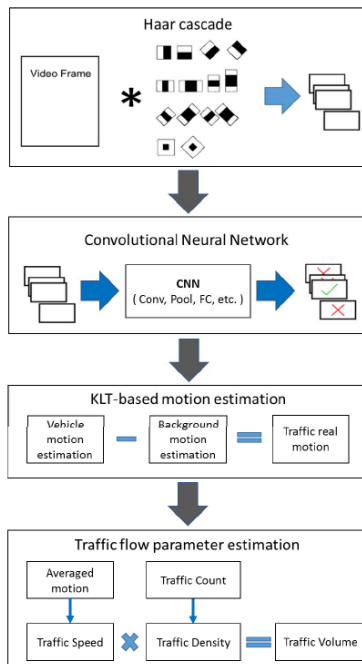 Haar cascade
Video Frame
*
Convolutional Neural Network
CNN
( Conv, Pool, FC, etc. )
KLT-based motion estimation
Vehicle
motion
estimation
Background
motion
estimation
Traffic real
motion
Traffic flow parameter estimation
Averaged
motion
Traffic Count
Traffic Speed
Traffic Density
Traffic Volume